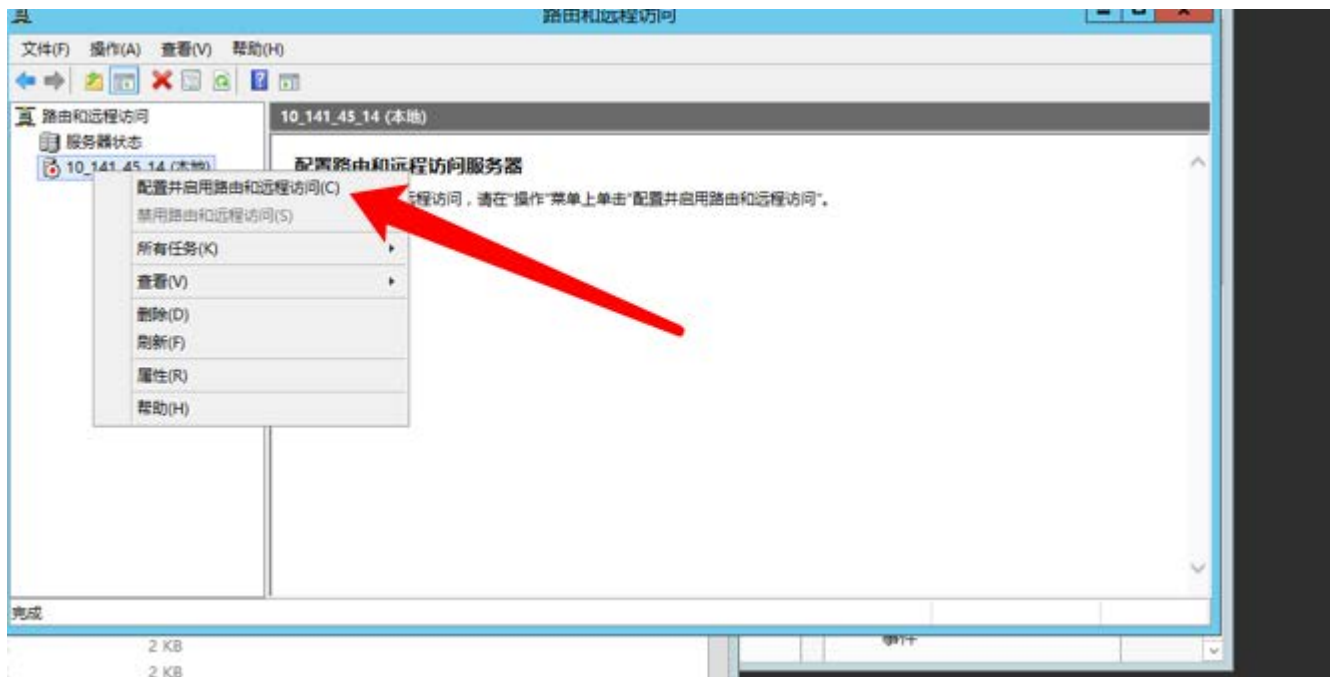 路由和远程访问
文件(F) 操作(A) 查看(V) 帮助(H)
路由和远程访问
服务器状态
10_141_45_14 (本地)
10_141_45_14 (本地)
配置路由和远程访问服务器
远程访问，请在"操作"菜单上单击"配置并启用路由和远程访问"。
配置并启用路由和远程访问(C)
禁用路由和远程访问(S)
所有任务(K)
查看(V)
删除(D)
刷新(F)
属性(R)
帮助(H)
完成
2 KB
2 KB
事件